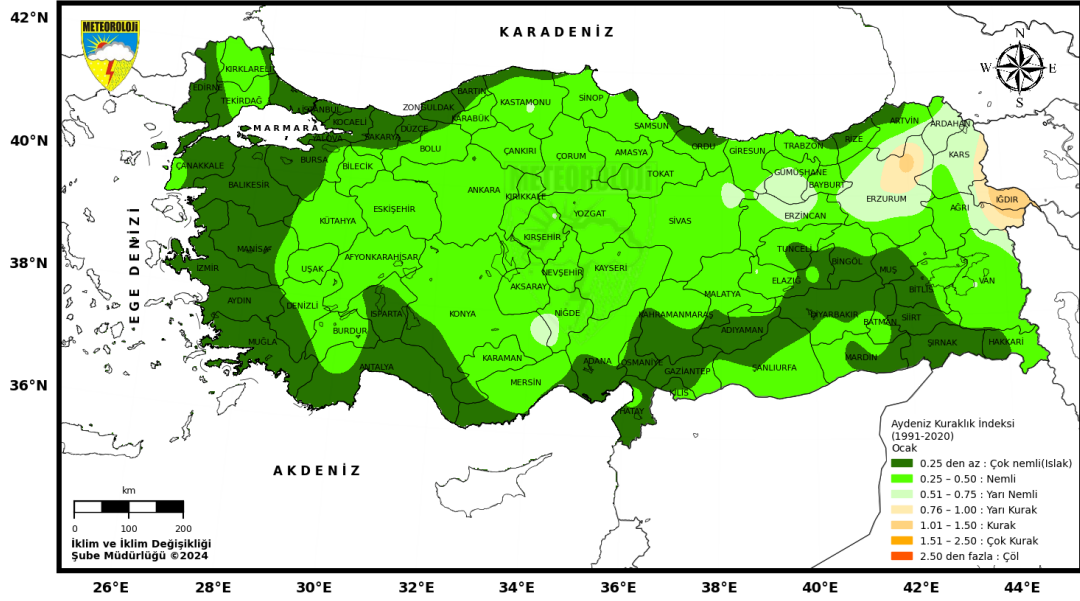 42°N
40°N
38°N
36°N
METEOROLOJİ
KARADENİZ
N
W
E
S
KIRKLARELİ
EDİRNE
TEKİRDAĞ
İSTANBUL
MARMARA
KOCAELİ
YALOVA
SAKARYA
DÜZCE
ZONGULDAK
BARTIN
KARABÜK
KASTAMONU
SİNOP
SAMSUN
ORDU
GİRESUN
TRABZON
RİZE
ARTVİN
ARDAHAN
KARS
ÇANAKKALE
BURSA
BİLECİK
BOLU
ÇANKIRI
ÇORUM
AMASYA
TOKAT
GÜMÜŞHANE
BAYBURT
ERZURUM
AĞRI
IĞDIR
BALIKESİR
ESKİŞEHİR
ANKARA
KIRIKKALE
METEOROLOJİ
YOZGAT
SİVAS
ERZİNCAN
KÜTAHYA
KIRŞEHİR
TUNCELİ
BİNGÖL
MUŞ
EGE DENİZİ
MANİSA
İZMİR
UŞAK
AFYONKARAHİSAR
NEVŞEHİR
KAYSERİ
AKSARAY
MALATYA
ELAZIĞ
BİTLİS
VAN
AYDIN
DENİZLİ
ISPARTA
KONYA
NİĞDE
KAHRAMANMARAŞ
ADIYAMAN
DİYARBAKIR
BATMAN
SİİRT
ŞIRNAK
HAKKARİ
MUĞLA
BURDUR
ANTALYA
KARAMAN
MERSİN
ADANA
OSMANİYE
GAZİANTEP
ŞANLIURFA
MARDİN
KİLİS
HATAY
AKDENİZ
Aydeniz Kuraklık İndeksi
(1991-2020)
Ocak
0.25 den az : Çok nemli(Islak)
0.25 – 0.50 : Nemli
0.51 – 0.75 : Yarı Nemli
0.76 – 1.00 : Yarı Kurak
1.01 – 1.50 : Kurak
1.51 – 2.50 : Çok Kurak
2.50 den fazla : Çöl
km
0 100 200
İklim ve İklim Değişikliği
Şube Müdürlüğü ©2024
26°E 28°E 30°E 32°E 34°E 36°E 38°E 40°E 42°E 44°E